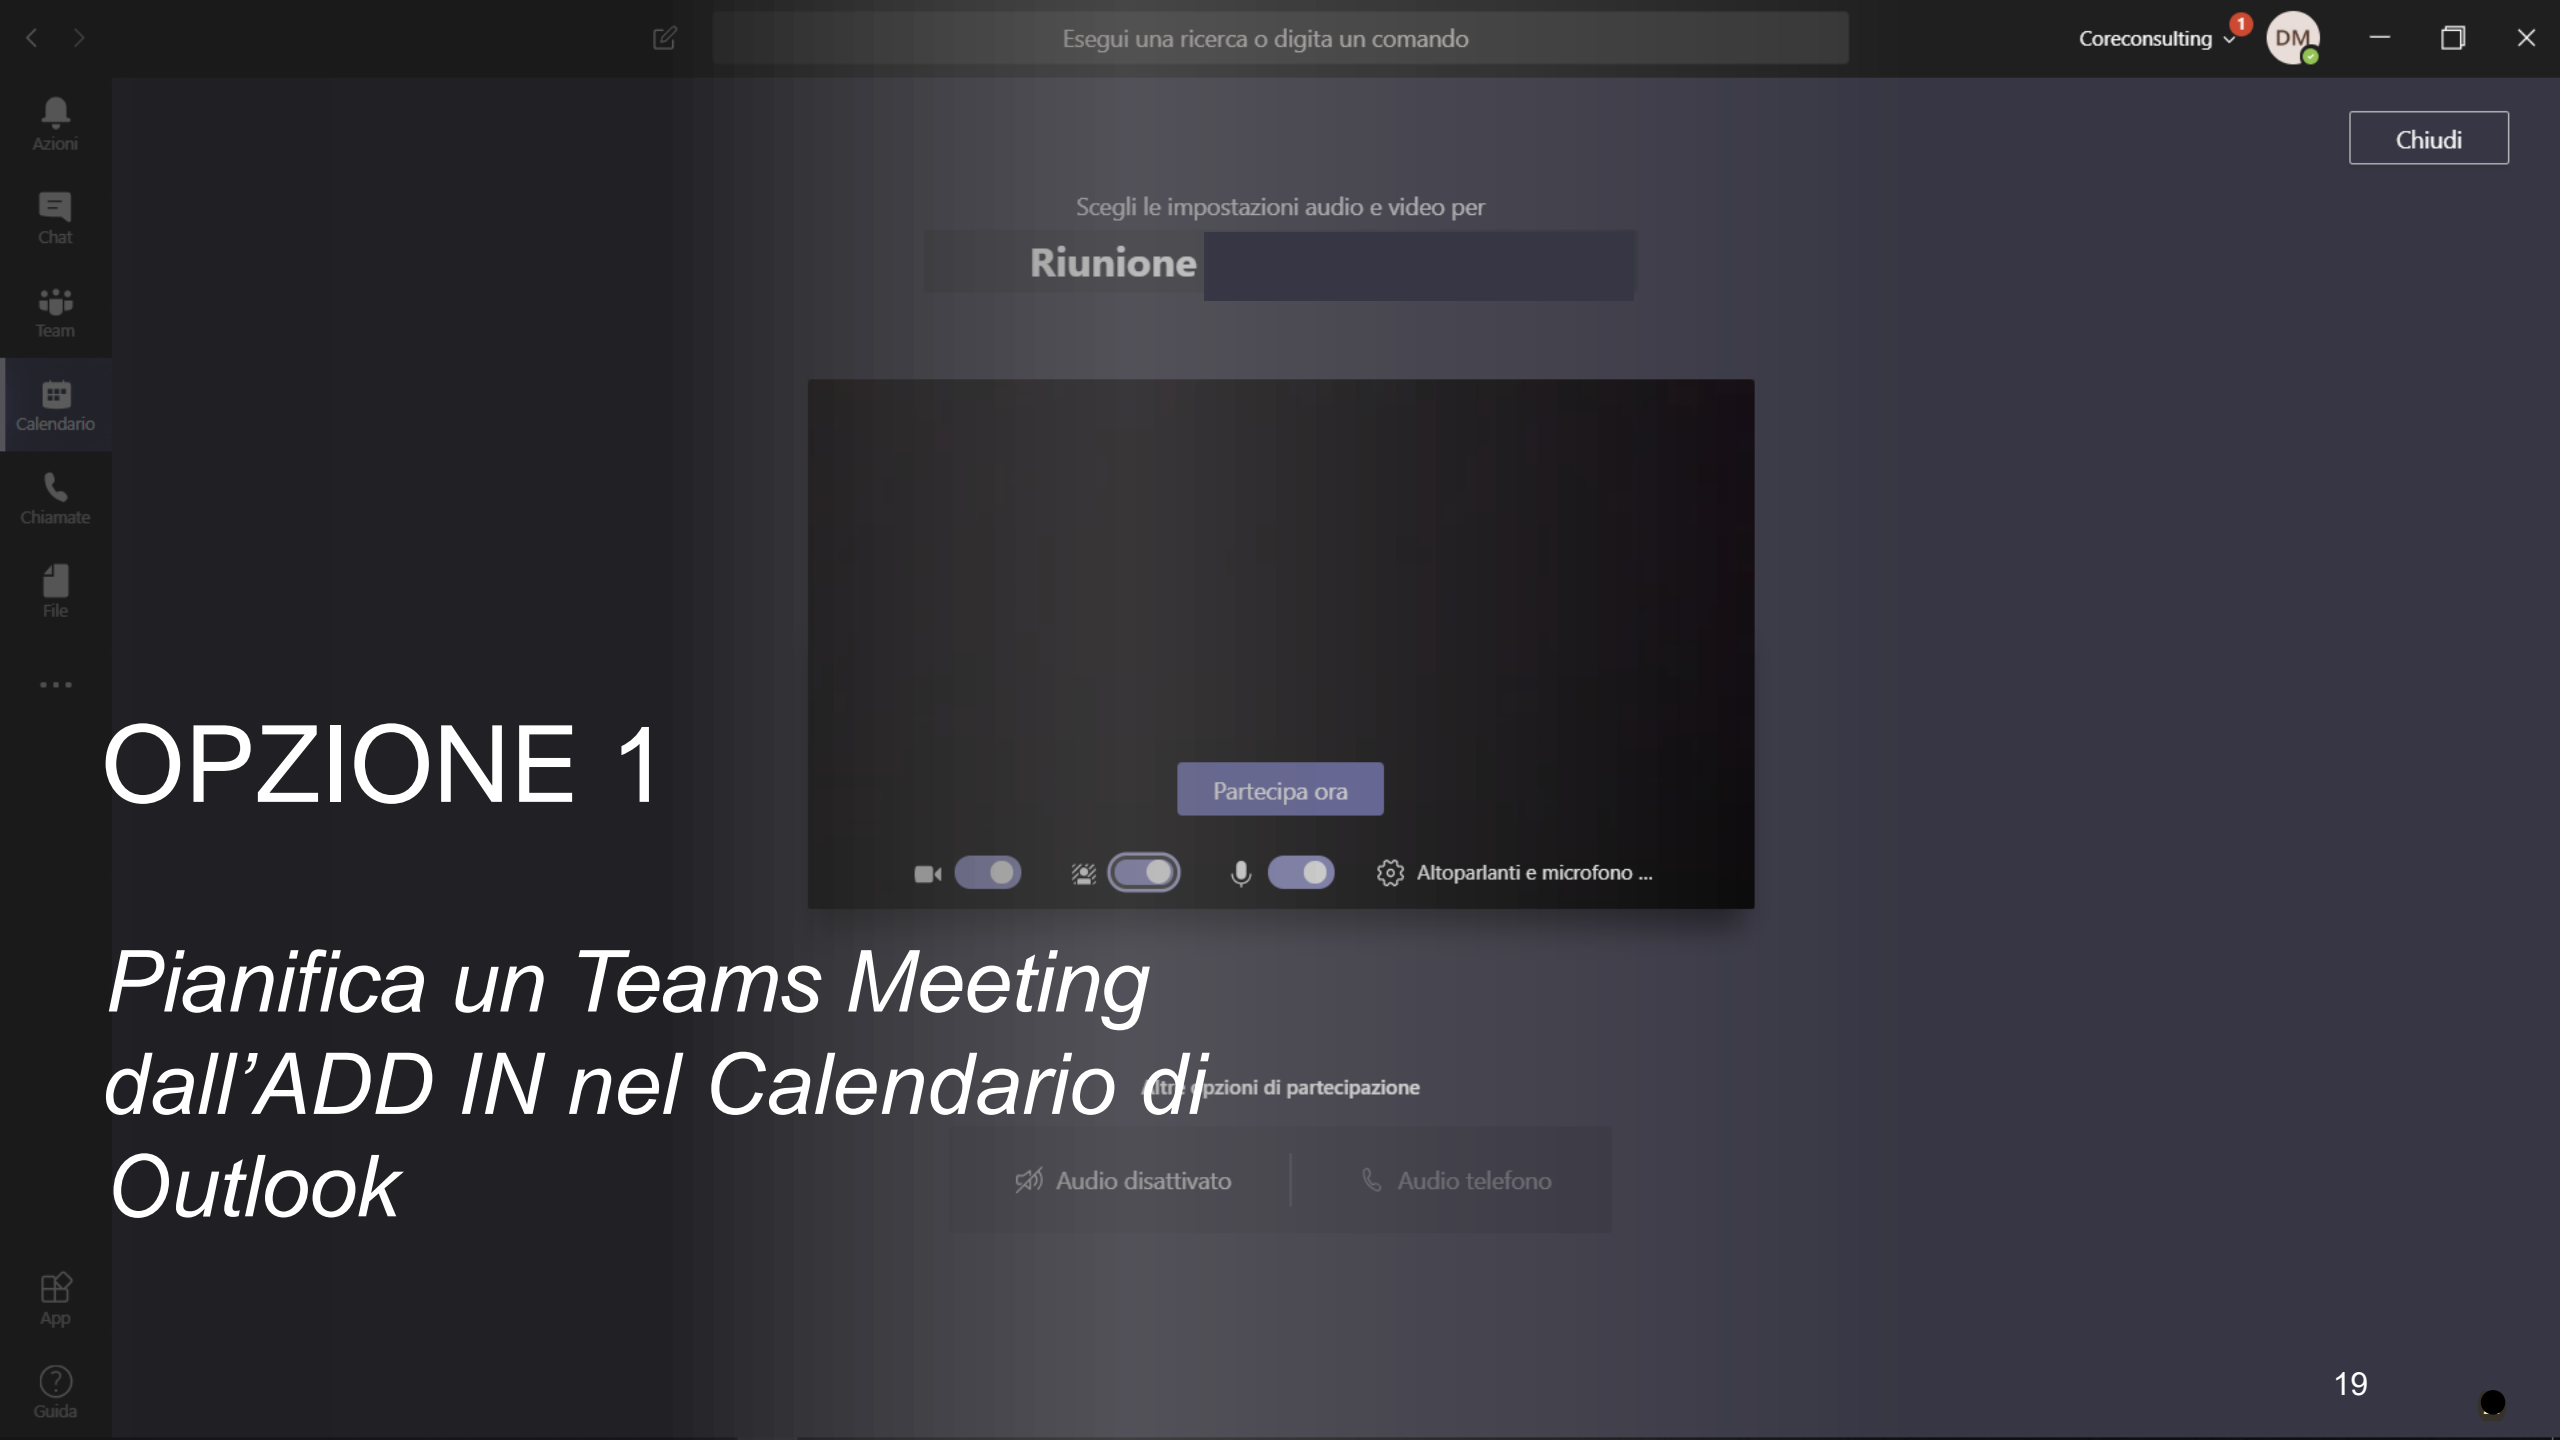 Esegui una ricerca o digita un comando
Coreconsulting
1
DM
Azioni
Chat
Team
Calendario
Chiamate
File
Chiudi
Scegli le impostazioni audio e video per
Riunione
Partecipa ora
Altoparlanti e microfono ...
OPZIONE 1
Pianifica un Teams Meeting
dall’ADD IN nel Calendario di
Outlook
Altre opzioni di partecipazione
Audio disattivato
Audio telefono
App
Guida
19